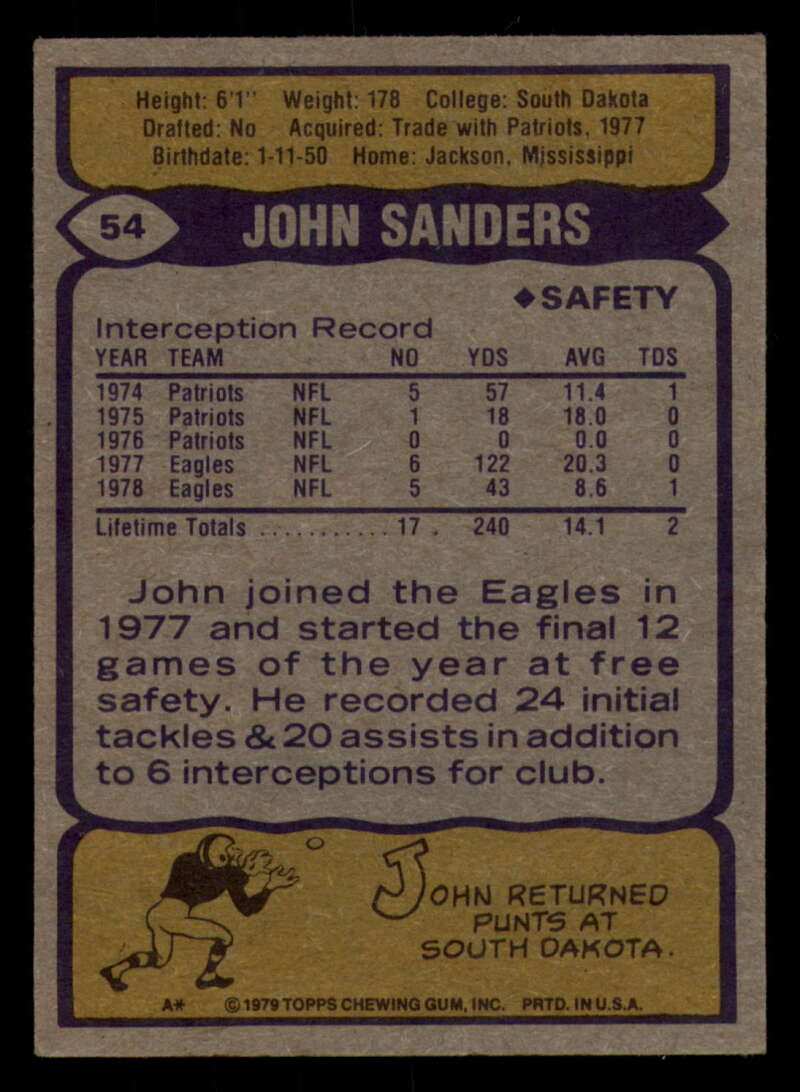 Height: 6'1" Weight: 178 College: South Dakota
Drafted: No Acquired: Trade with Patriots, 1977
Birthdate: 1-11-50 Home: Jackson, Mississippi
54 JOHN SANDERS
◆SAFETY
Interception Record
YEAR TEAM NO YDS AVG TDS
1974 Patriots NFL 5 57 11.4 1
1975 Patriots NFL 1 18 18.0 0
1976 Patriots NFL 0 0 0.0 0
1977 Eagles NFL 6 122 20.3 0
1978 Eagles NFL 5 43 8.6 1
Lifetime Totals ........... 17 . 240 14.1 2
John joined the Eagles in
1977 and started the final 12
games of the year at free
safety. He recorded 24 initial
tackles & 20 assists in addition
to 6 interceptions for club.
JOHN RETURNED
PUNTS AT
SOUTH DAKOTA.
A* © 1979 TOPPS CHEWING GUM, INC. PRTD. IN U.S.A.